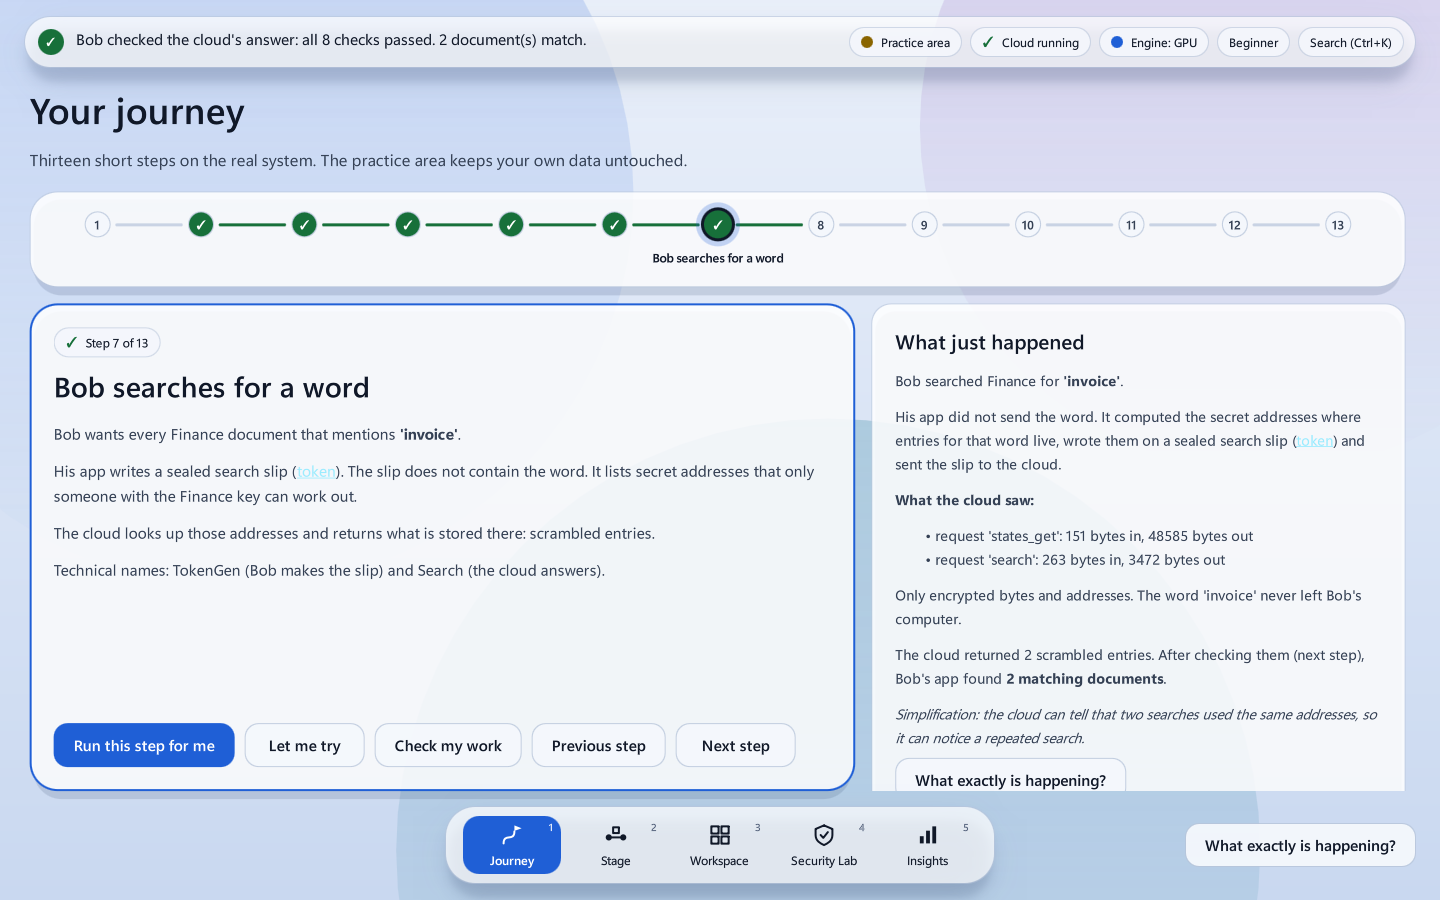 ✓ Bob checked the cloud's answer: all 8 checks passed. 2 document(s) match.
Practice area
✓ Cloud running
Engine: GPU
Beginner
Search (Ctrl+K)
Your journey
Thirteen short steps on the real system. The practice area keeps your own data untouched.
1 ✓ ✓ ✓ ✓ ✓ ✓ 8 9 10 11 12 13
Bob searches for a word
✓ Step 7 of 13
Bob searches for a word
Bob wants every Finance document that mentions 'invoice'.
His app writes a sealed search slip (token). The slip does not contain the word. It lists secret addresses that only
someone with the Finance key can work out.
The cloud looks up those addresses and returns what is stored there: scrambled entries.
Technical names: TokenGen (Bob makes the slip) and Search (the cloud answers).
Run this step for me
Let me try
Check my work
Previous step
Next step
What just happened
Bob searched Finance for 'invoice'.
His app did not send the word. It computed the secret addresses where
entries for that word live, wrote them on a sealed search slip (token) and
sent the slip to the cloud.
What the cloud saw:
• request 'states_get': 151 bytes in, 48585 bytes out
• request 'search': 263 bytes in, 3472 bytes out
Only encrypted bytes and addresses. The word 'invoice' never left Bob's
computer.
The cloud returned 2 scrambled entries. After checking them (next step),
Bob's app found 2 matching documents.
Simplification: the cloud can tell that two searches used the same addresses, so
it can notice a repeated search.
What exactly is happening?
Journey 1
Stage 2
Workspace 3
Security Lab 4
Insights 5
What exactly is happening?